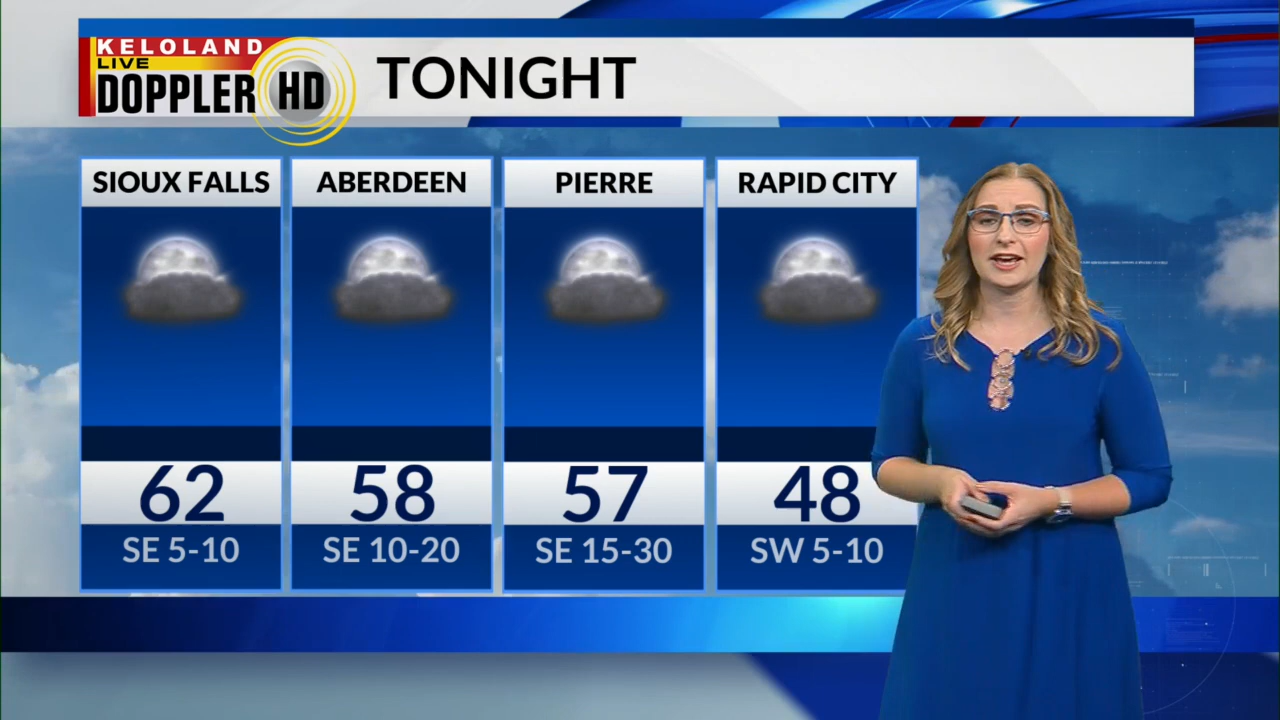 KELOLAND
LIVE
DOPPLER HD
TONIGHT
SIOUX FALLS
ABERDEEN
PIERRE
RAPID CITY
62
58
57
48
SE 5-10
SE 10-20
SE 15-30
SW 5-10